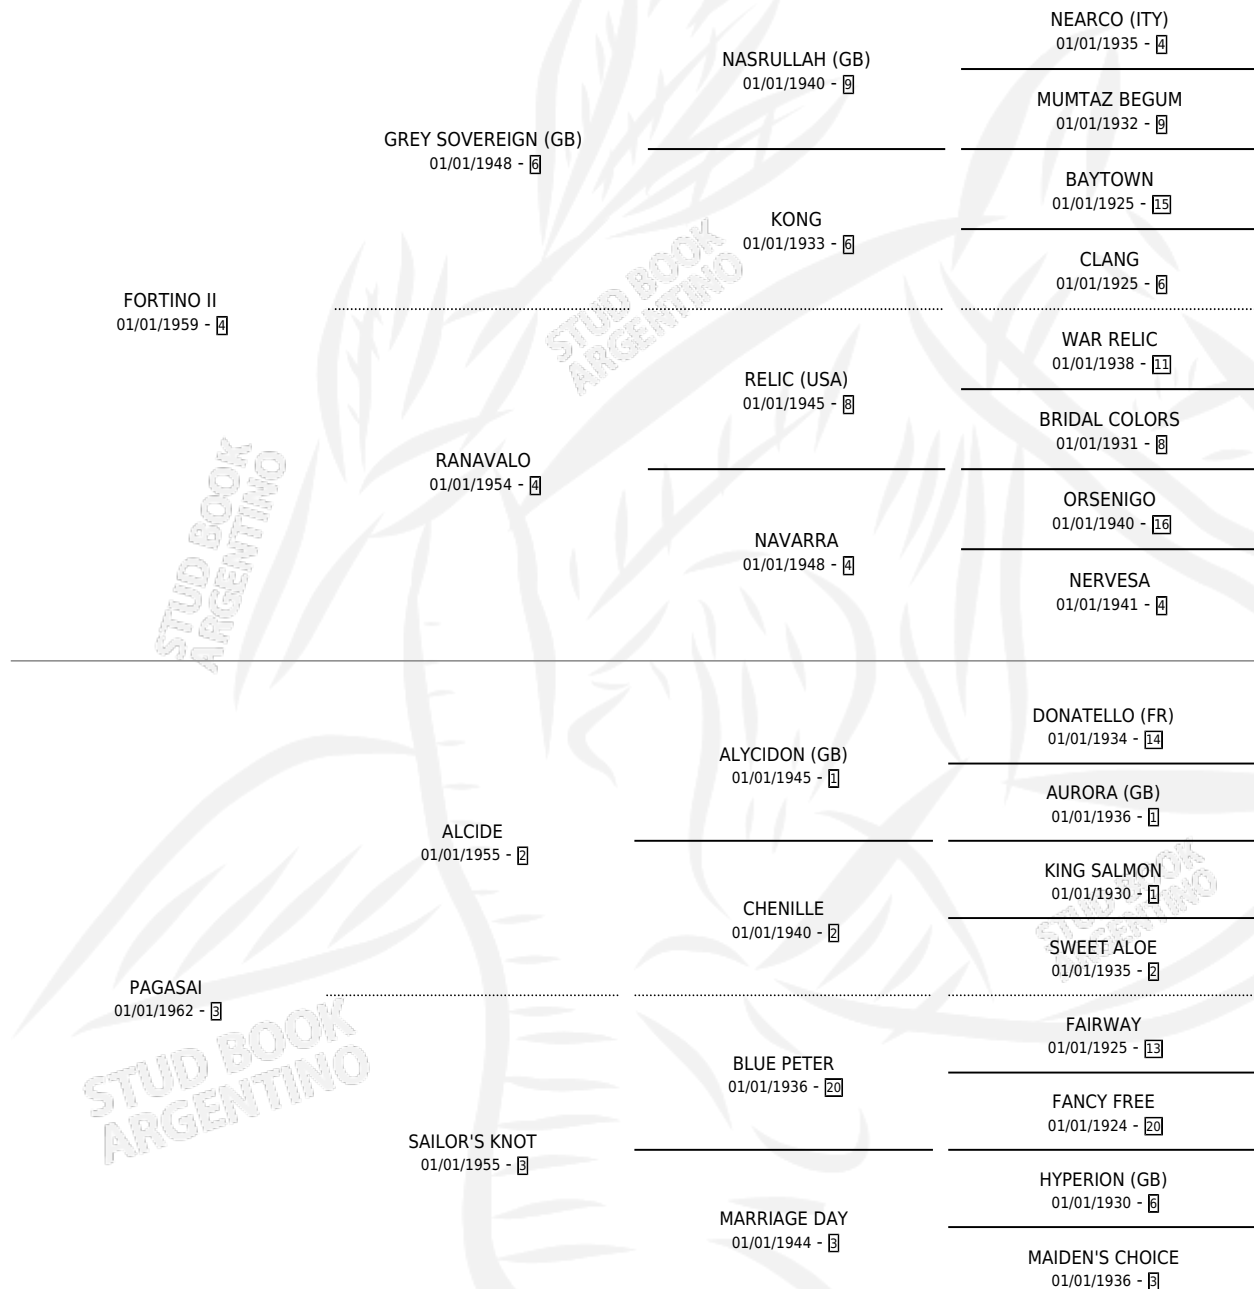 NEARCO (ITY)
01/01/1935 - 4
NASRULLAH (GB)
01/01/1940 - 9
MUMTAZ BEGUM
01/01/1932 - 9
GREY SOVEREIGN (GB)
01/01/1948 - 6
BAYTOWN
01/01/1925 - 15
KONG
01/01/1933 - 6
CLANG
01/01/1925 - 6
FORTINO II
01/01/1959 - 4
WAR RELIC
01/01/1938 - 11
RELIC (USA)
01/01/1945 - 8
BRIDAL COLORS
01/01/1931 - 8
RANAVALO
01/01/1954 - 4
ORSENIGO
01/01/1940 - 16
NAVARRA
01/01/1948 - 4
NERVESA
01/01/1941 - 4
DONATELLO (FR)
01/01/1934 - 14
ALYCIDON (GB)
01/01/1945 - 1
AURORA (GB)
01/01/1936 - 1
ALCIDE
01/01/1955 - 2
KING SALMON
01/01/1930 - 1
CHENILLE
01/01/1940 - 2
SWEET ALOE
01/01/1935 - 2
PAGASAI
01/01/1962 - 3
FAIRWAY
01/01/1925 - 13
BLUE PETER
01/01/1936 - 20
FANCY FREE
01/01/1924 - 20
SAILOR'S KNOT
01/01/1955 - 3
HYPERION (GB)
01/01/1930 - 6
MARRIAGE DAY
01/01/1944 - 3
MAIDEN'S CHOICE
01/01/1936 - 3
STUD BOOK
ARGENTINO
STUD BOOK
ARGENTINO
STUD BOOK
ARGENTINO
STUD BOOK
ARGENTINO